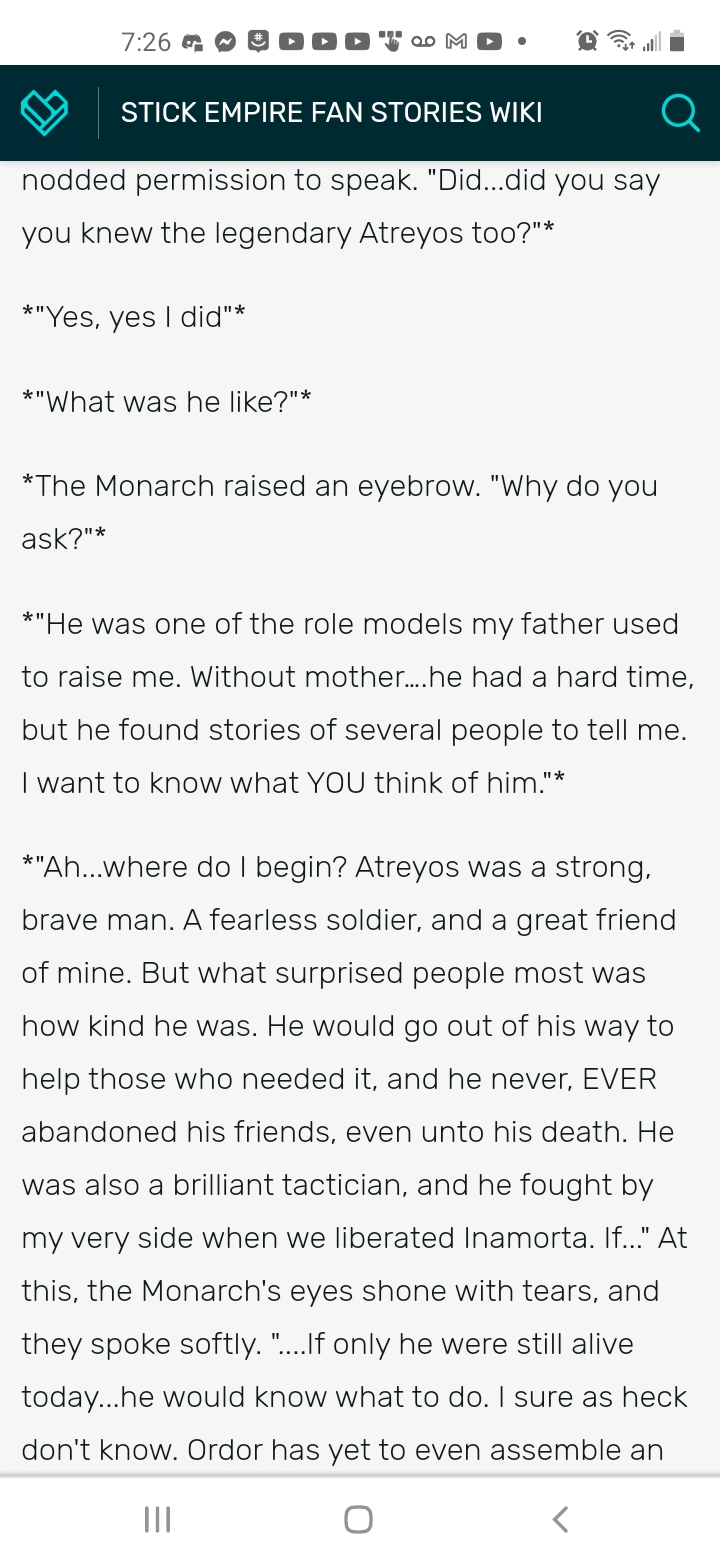 7:26
STICK EMPIRE FAN STORIES WIKI
nodded permission to speak. "Did...did you say
you knew the legendary Atreyos too?"*
*"Yes, yes I did"*
*"What was he like?"*
*The Monarch raised an eyebrow. "Why do you
ask?"*
*"He was one of the role models my father used
to raise me. Without mother....he had a hard time,
but he found stories of several people to tell me.
I want to know what YOU think of him."*
*"Ah...where do I begin? Atreyos was a strong,
brave man. A fearless soldier, and a great friend
of mine. But what surprised people most was
how kind he was. He would go out of his way to
help those who needed it, and he never, EVER
abandoned his friends, even unto his death. He
was also a brilliant tactician, and he fought by
my very side when we liberated Inamorta. If..." At
this, the Monarch's eyes shone with tears, and
they spoke softly. "....If only he were still alive
today...he would know what to do. I sure as heck
don't know. Ordor has yet to even assemble an